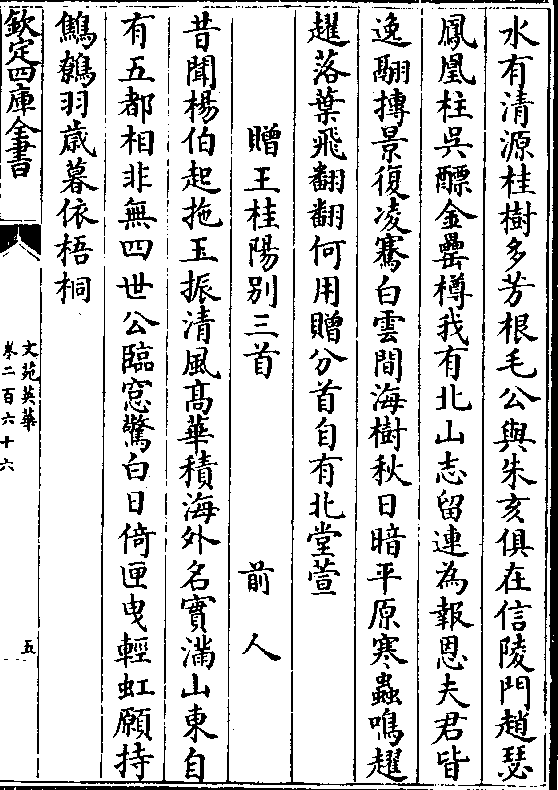 水有清源桂樹多芳根毛公與朱亥俱在信陵門趙瑟
鳳凰柱吳醥金罍樽我有北山志留連為報恩夫君皆
逸翮摶景復凌騫白雲間海樹秋日暗平原寒蟲鳴趯
趯落葉飛翻翻何用贈分首自有北堂萱
贈王桂陽别三首　前人
昔聞楊伯起拖玉振清風髙華積海外名實滿山東自
有五都相非無四世公臨窓驚白日倚匣曳輕虹願持
鷦鷯羽歳暮依梧桐
欽定四庫全書
文苑英華
卷二百六十六
五